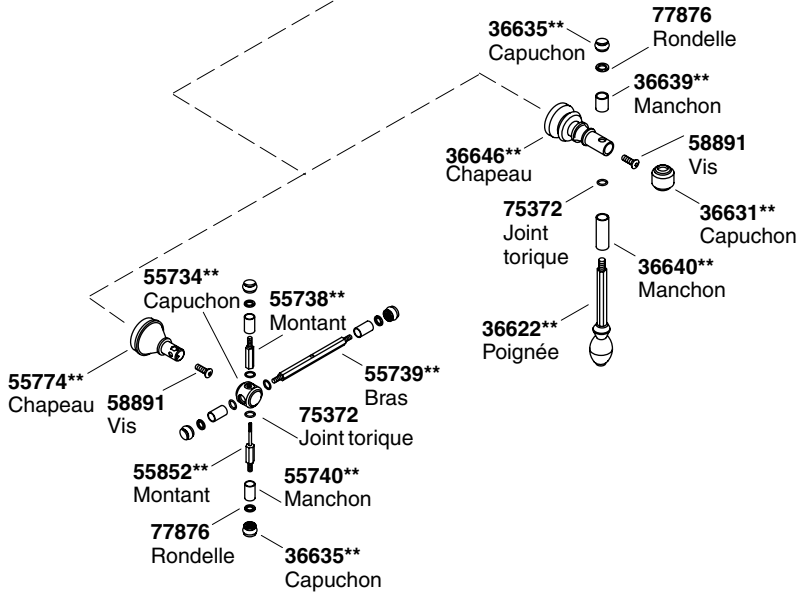 36635**
Capuchon
77876
Rondelle
36639**
Manchon
58891
Vis
36646**
Chapeau
36631**
Capuchon
75372
Joint
torique
36640**
Manchon
36622**
Poignée
55734**
Capuchon
55738**
Montant
55774**
Chapeau
58891
Vis
55739**
Bras
75372
Joint torique
55852**
Montant
55740**
Manchon
77876
Rondelle
36635**
Capuchon